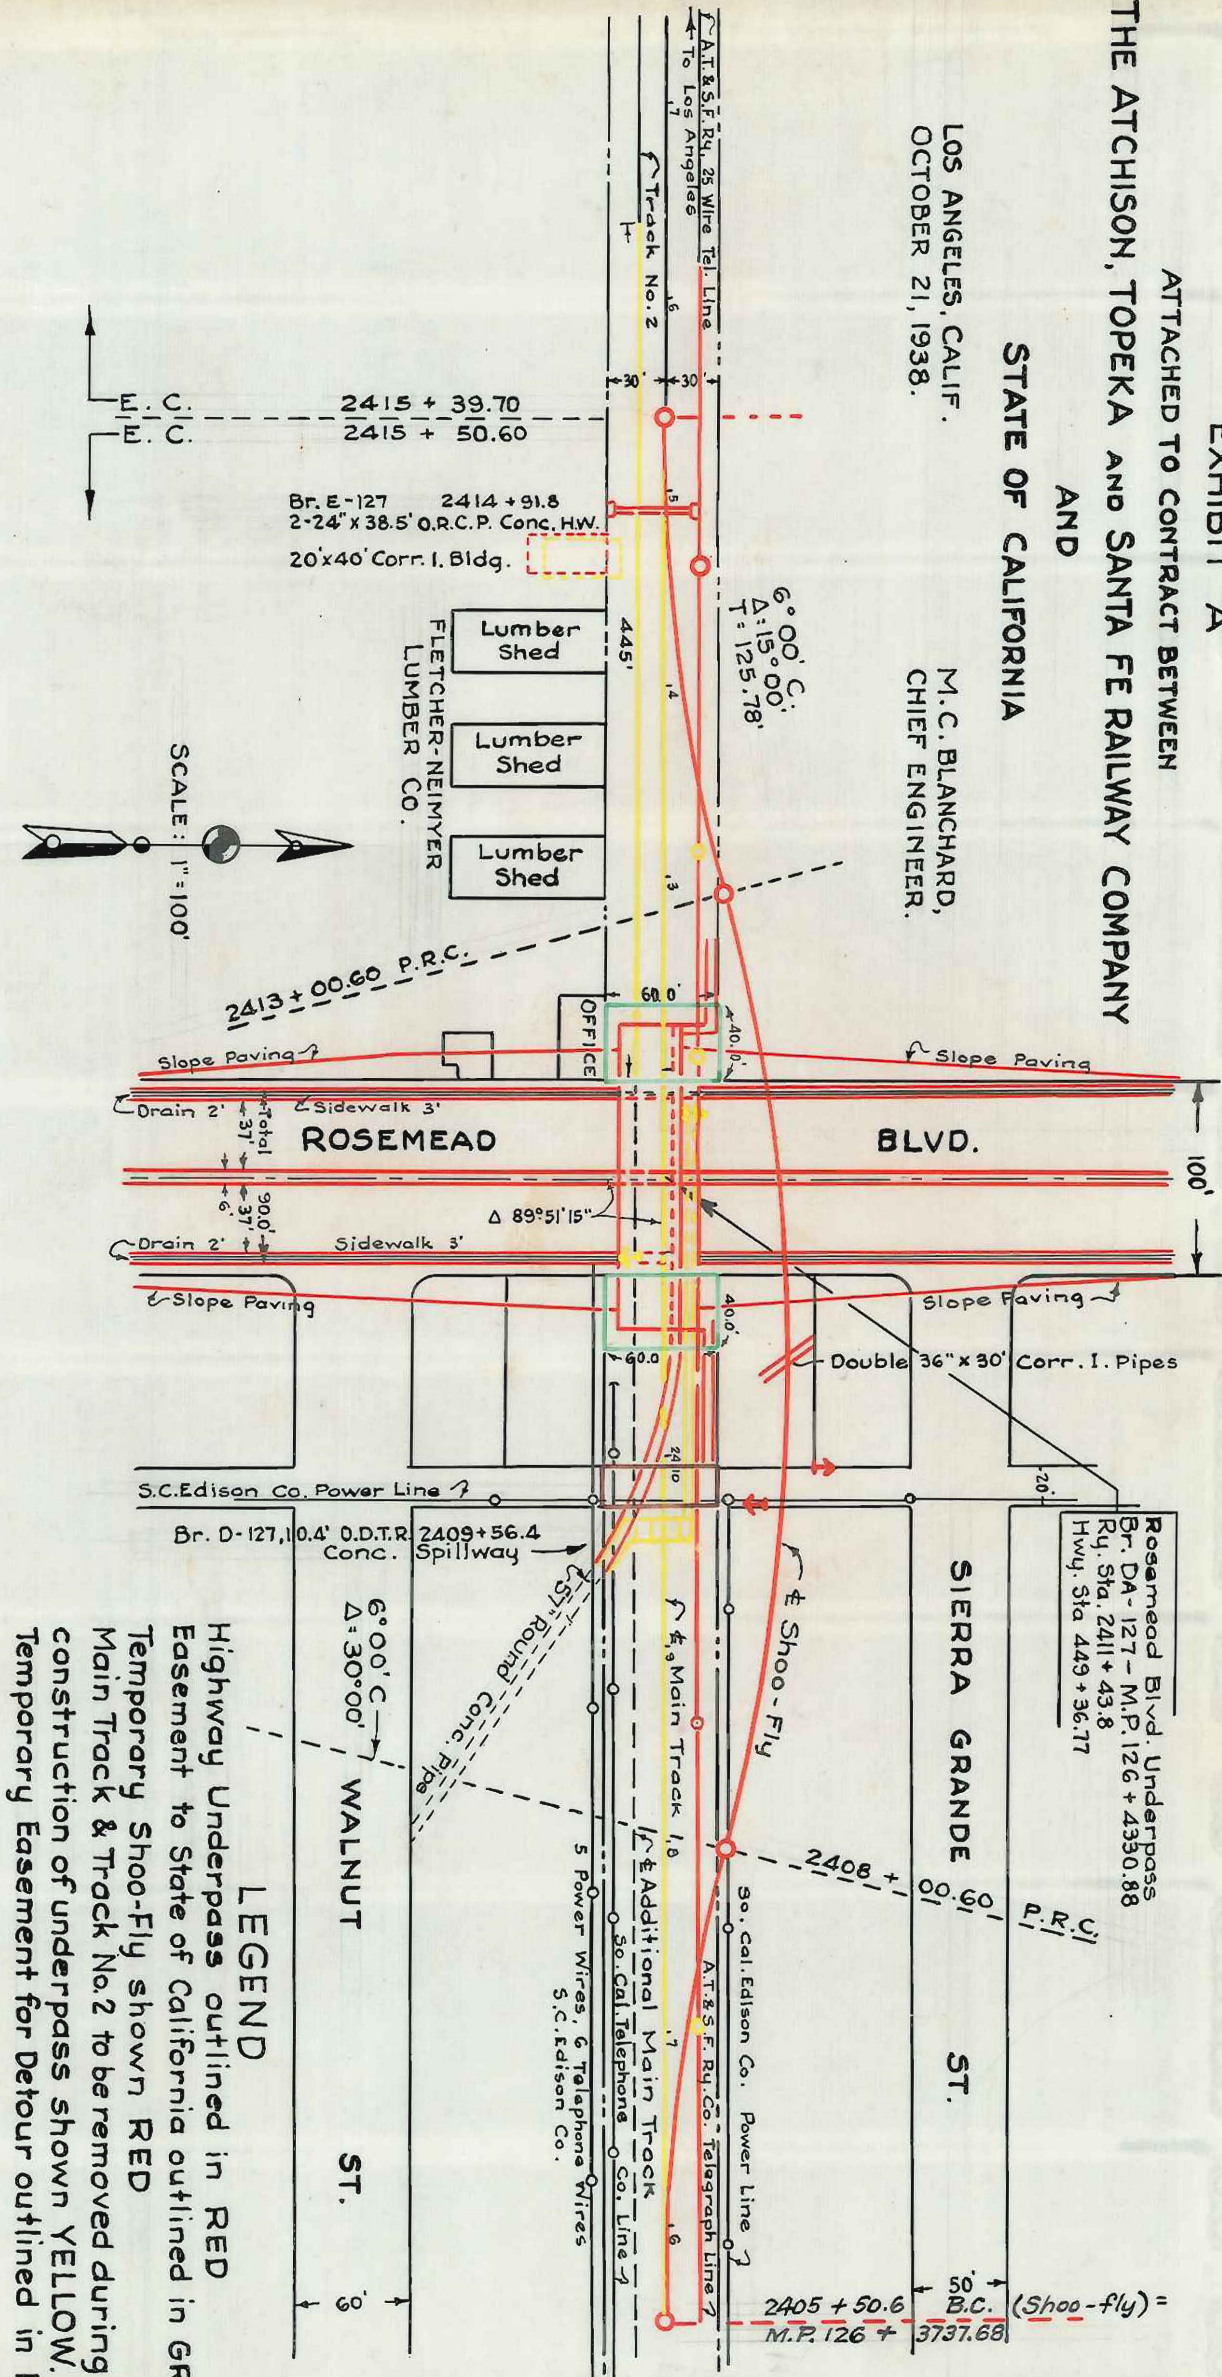 EXHIBIT A
ATTACHED TO CONTRACT BETWEEN
THE ATCHISON, TOPEKA AND SANTA FE RAILWAY COMPANY
AND
STATE OF CALIFORNIA
LOS ANGELES, CALIF.
OCTOBER 21, 1938.
M.C. BLANCHARD,
CHIEF ENGINEER.
A.T. & S.F. Ry. 25 Wire Tel. Line
To Los Angeles
Track No. 2
7
6
30'
30'
E. C. 2415 + 39.70
E. C. 2415 + 50.60
Br. E-127 2414 + 91.8
2-24" x 38.5' O.R.C.P. Conc. H.W.
20'x40' Corr. I. Bldg.
5
6° 00' C.
Δ = 15° 00'
T = 125.78'
445'
4
Lumber
Shed
Lumber
Shed
Lumber
Shed
FLETCHER-NEIMYER
LUMBER CO.
SCALE: 1"=100'
3
2413 + 00.60 P.R.C.
OFFICE
60.0'
40.0'
Slope Paving
Slope Paving
Drain 2'
Sidewalk 3'
Total
37'
ROSEMEAD BLVD.
100'
6'
37'
90.0'
Δ 89°51'15"
Drain 2'
Sidewalk 3'
Slope Paving
Slope Paving
40.0'
60.0
Double 36" x 30' Corr. I. Pipes
2410
S.C. Edison Co. Power Line
20'
Br. D-127, 10.4' O.D.T.R. 2409+56.4
Conc. Spillway
57" Round Conc. Pipe
Rosemead Blvd. Underpass
Br. DA-127 - M.P. 126 + 4330.88
Ry. Sta. 2411 + 43.8
Hwy. Sta 449 + 36.77
SIERRA GRANDE ST.
℄ Shoo-Fly
℄ Main Track
9
8
6° 00' C
Δ = 30° 00'
WALNUT ST.
2408 + 00.60 P.R.C.
℄ Additional Main Track
5 Power Wires, 6 Telephone Wires
S.C. Edison Co.
So. Cal. Telephone Co. Line
So. Cal. Edison Co. Power Line
A.T. & S.F. Ry. Co. Telegraph Line
7
6
60'
50'
2405 + 50.6 B.C. (Shoo-fly) =
M.P. 126 + 3737.68
LEGEND
Highway Underpass outlined in RED
Easement to State of California outlined in
Temporary Shoo-Fly shown RED
Main Track & Track No. 2 to be removed during
construction of underpass shown YELLOW.
Temporary Easement for Detour outlined in